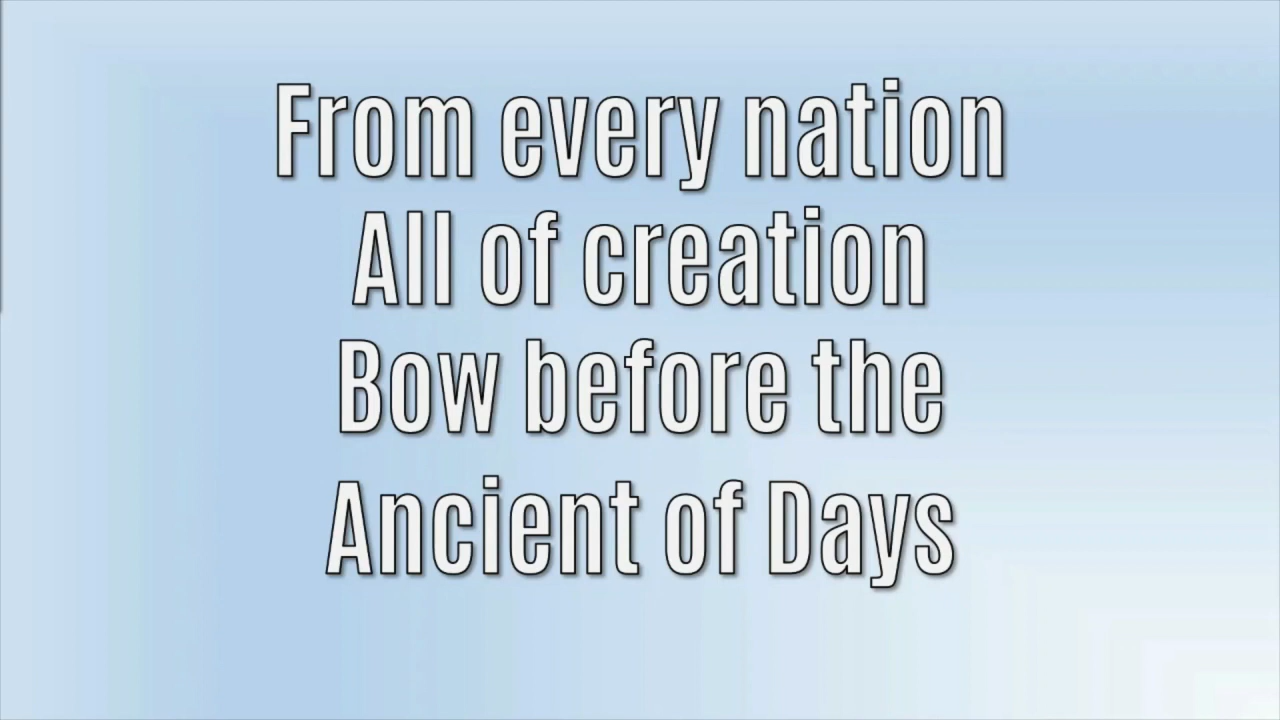 From every nation
All of creation
Bow before the
Ancient of Days